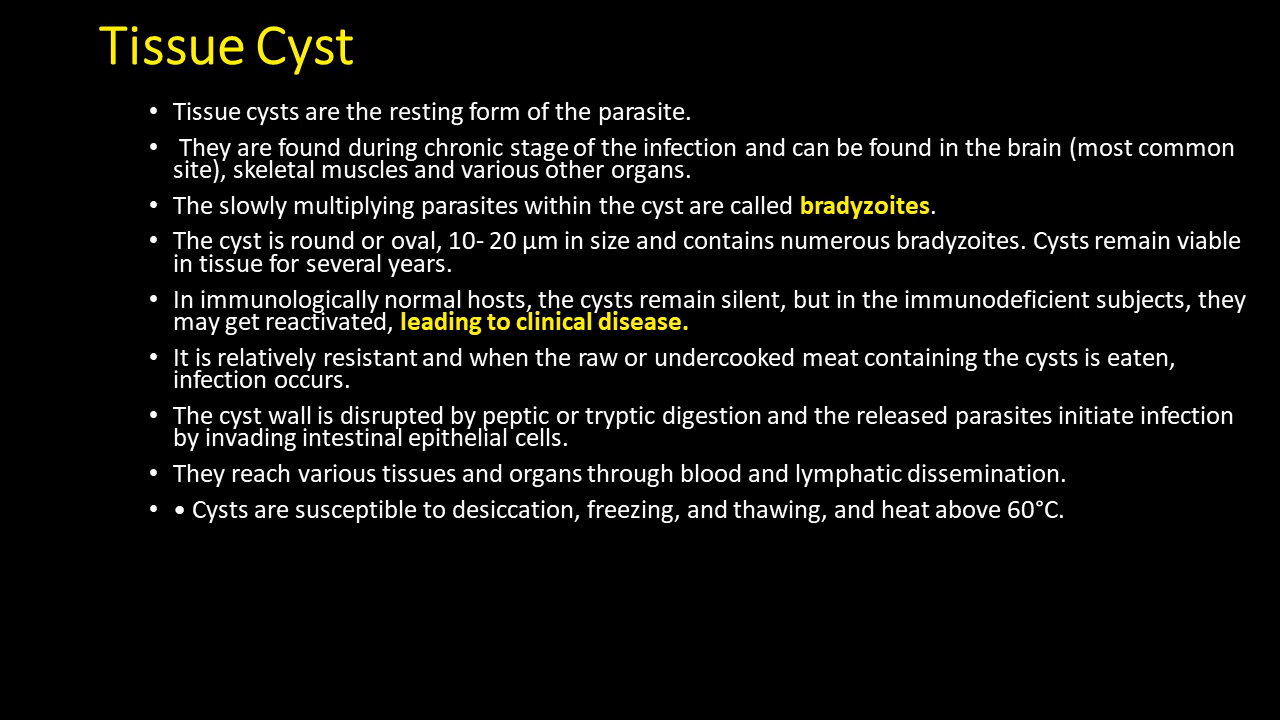 Tissue Cyst
• Tissue cysts are the resting form of the parasite.
• They are found during chronic stage of the infection and can be found in the brain (most common
site), skeletal muscles and various other organs.
• The slowly multiplying parasites within the cyst are called bradyzoites.
• The cyst is round or oval, 10- 20 µm in size and contains numerous bradyzoites. Cysts remain viable
in tissue for several years.
• In immunologically normal hosts, the cysts remain silent, but in the immunodeficient subjects, they
may get reactivated, leading to clinical disease.
• It is relatively resistant and when the raw or undercooked meat containing the cysts is eaten,
infection occurs.
• The cyst wall is disrupted by peptic or tryptic digestion and the released parasites initiate infection
by invading intestinal epithelial cells.
• They reach various tissues and organs through blood and lymphatic dissemination.
• • Cysts are susceptible to desiccation, freezing, and thawing, and heat above 60°C.